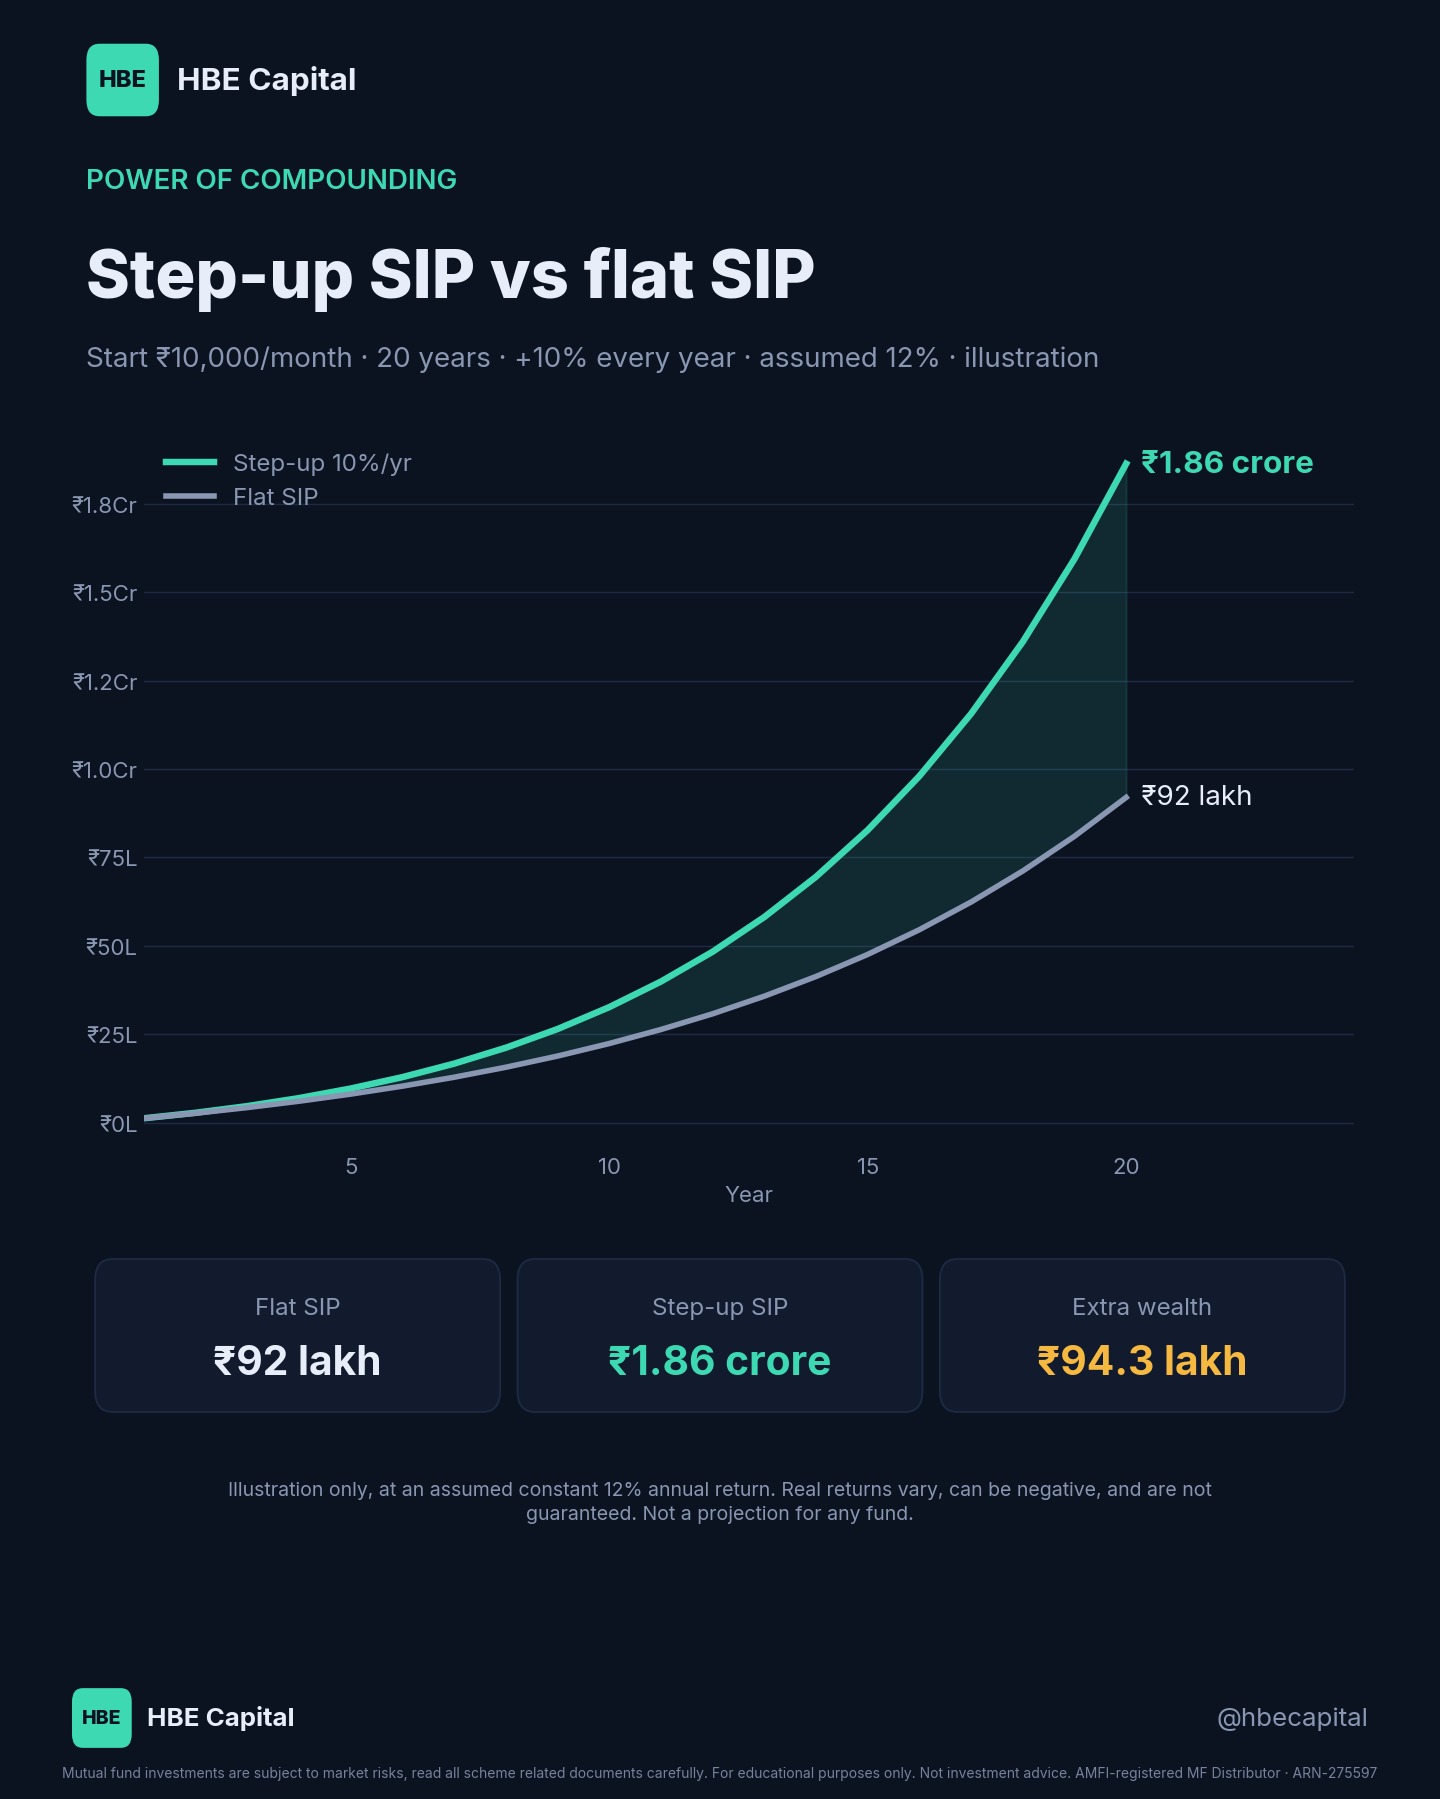 HBE
HBE Capital
POWER OF COMPOUNDING
Step-up SIP vs flat SIP
Start ₹10,000/month · 20 years · +10% every year · assumed 12% · illustration
Step-up 10%/yr
Flat SIP
₹1.86 crore
₹1.8Cr
₹1.5Cr
₹1.2Cr
₹1.0Cr
₹92 lakh
₹75L
₹50L
₹25L
₹0L
5 10 15 20
Year
Flat SIP
₹92 lakh
Step-up SIP
₹1.86 crore
Extra wealth
₹94.3 lakh
Illustration only, at an assumed constant 12% annual return. Real returns vary, can be negative, and are not
guaranteed. Not a projection for any fund.
HBE
HBE Capital
@hbecapital
Mutual fund investments are subject to market risks, read all scheme related documents carefully. For educational purposes only. Not investment advice. AMFI-registered MF Distributor · ARN-275597